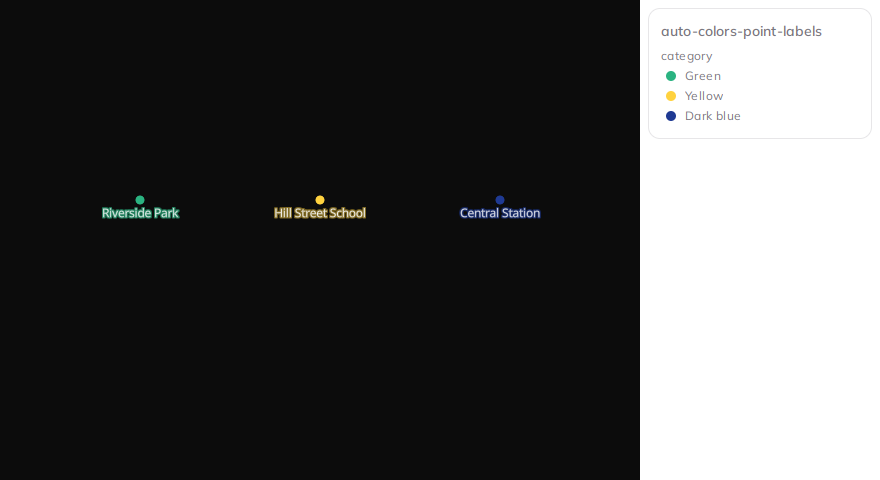 auto-colors-point-labels
category
Green
Yellow
Dark blue
Riverside Park
Hill Street School
Central Station